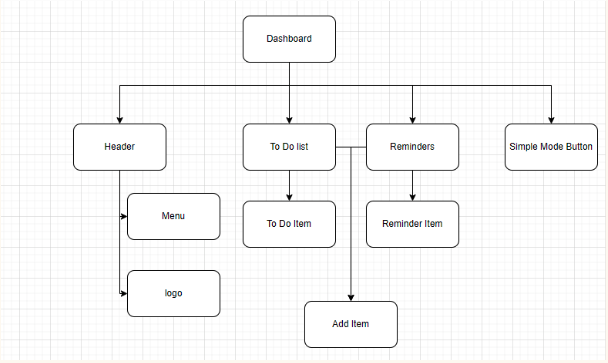 Dashboard
Header
To Do list
Reminders
Simple Mode Button
Menu
To Do Item
Reminder Item
logo
Add Item